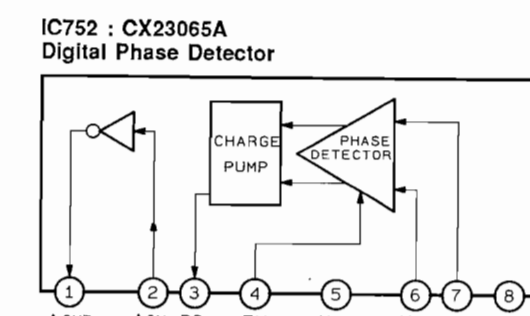 IC752 : CX23065A
Digital Phase Detector
CHARGE
PUMP
PHASE
DETECTOR
1 2 3 4 5 6 7 8